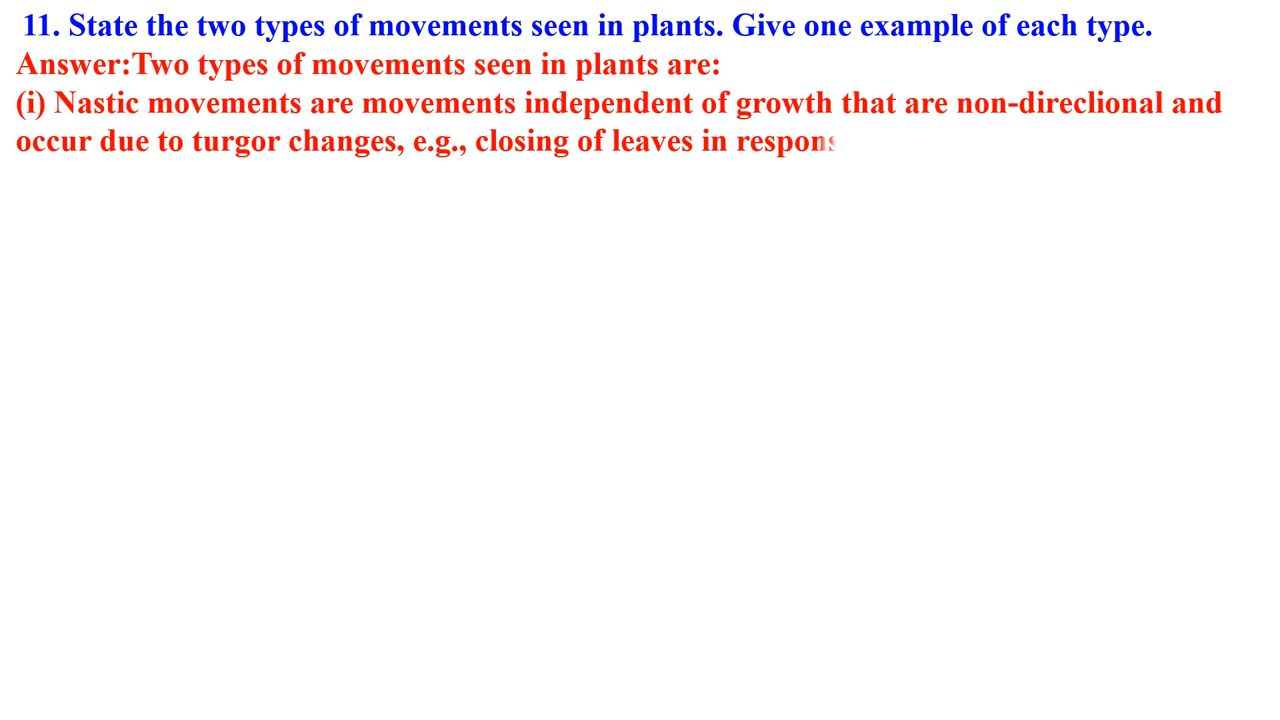 11. State the two types of movements seen in plants. Give one example of each type.
Answer:Two types of movements seen in plants are:
(i) Nastic movements are movements independent of growth that are non-direclional and
occur due to turgor changes, e.g., closing of leaves in respons